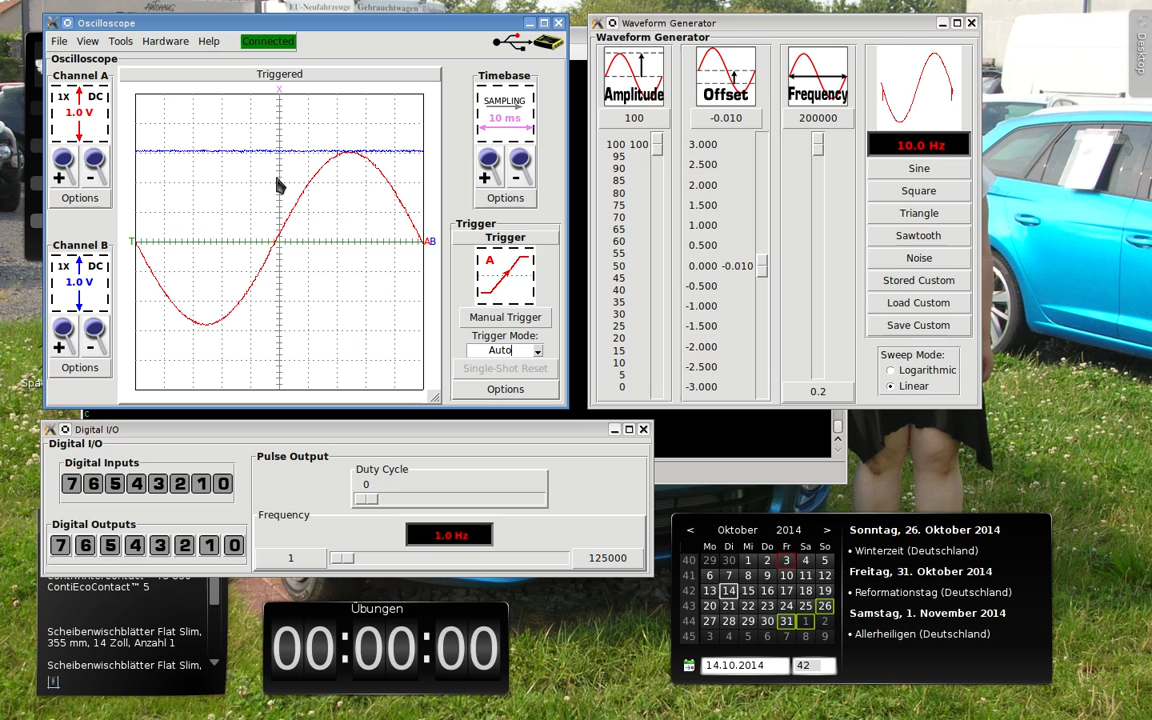 EU-Neufahrzeuge Gebrauchtwagen
Desktop
Oscilloscope
File View Tools Hardware Help Connected
Oscilloscope
Channel A
1X DC
1.0 V
+ -
Options
Channel B
1X DC
1.0 V
+ -
Options
Triggered
X
T
AB
Timebase
SAMPLING
10 ms
+ -
Options
Trigger
Trigger
A
Manual Trigger
Trigger Mode:
Auto
Single-Shot Reset
Options
Waveform Generator
Waveform Generator
Amplitude
100
100 100
95
90
85
80
75
70
65
60
55
50
45
40
35
30
25
20
15
10
5
0
Offset
-0.010
3.000
2.500
2.000
1.500
1.000
0.500
0.000 -0.010
-0.500
-1.000
-1.500
-2.000
-2.500
-3.000
Frequency
200000
0.2
10.0 Hz
Sine
Square
Triangle
Sawtooth
Noise
Stored Custom
Load Custom
Save Custom
Sweep Mode:
Logarithmic
Linear
c
Digital I/O
Digital I/O
Digital Inputs
7 6 5 4 3 2 1 0
Digital Outputs
7 6 5 4 3 2 1 0
Pulse Output
Duty Cycle
0
Frequency
1.0 Hz
1 125000
ContiEcoContact™ 5
Scheibenwischblätter Flat Slim,
355 mm, 14 Zoll, Anzahl 1
Scheibenwischblätter Flat Slim,
Übungen
00:00:00
< Oktober 2014 >
Mo Di Mi Do Fr Sa So
40 29 30 1 2 3 4 5
41 6 7 8 9 10 11 12
42 13 14 15 16 17 18 19
43 20 21 22 23 24 25 26
44 27 28 29 30 31 1 2
45 3 4 5 6 7 8 9
14.10.2014 42
Sonntag, 26. Oktober 2014
• Winterzeit (Deutschland)
Freitag, 31. Oktober 2014
• Reformationstag (Deutschland)
Samstag, 1. November 2014
• Allerheiligen (Deutschland)